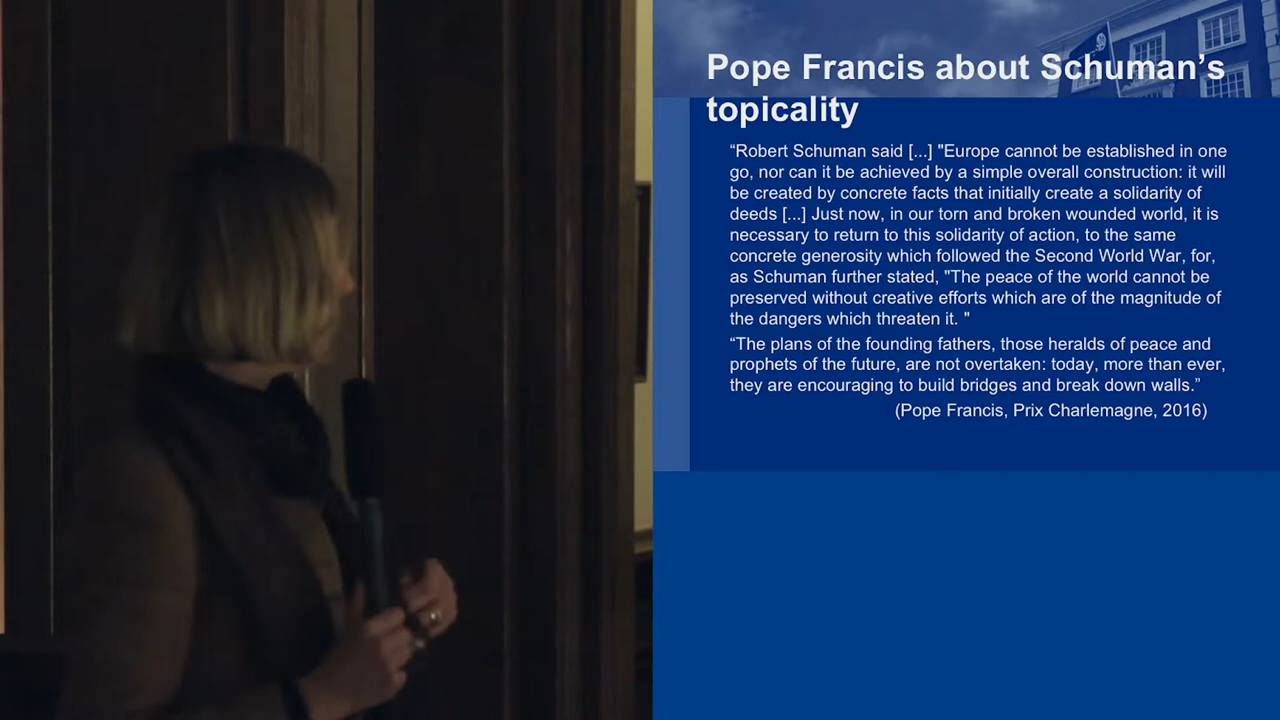 Pope Francis about Schuman’s
topicality
“Robert Schuman said [...] "Europe cannot be established in one
go, nor can it be achieved by a simple overall construction: it will
be created by concrete facts that initially create a solidarity of
deeds [...] Just now, in our torn and broken wounded world, it is
necessary to return to this solidarity of action, to the same
concrete generosity which followed the Second World War, for,
as Schuman further stated, "The peace of the world cannot be
preserved without creative efforts which are of the magnitude of
the dangers which threaten it. "
“The plans of the founding fathers, those heralds of peace and
prophets of the future, are not overtaken: today, more than ever,
they are encouraging to build bridges and break down walls.”
(Pope Francis, Prix Charlemagne, 2016)